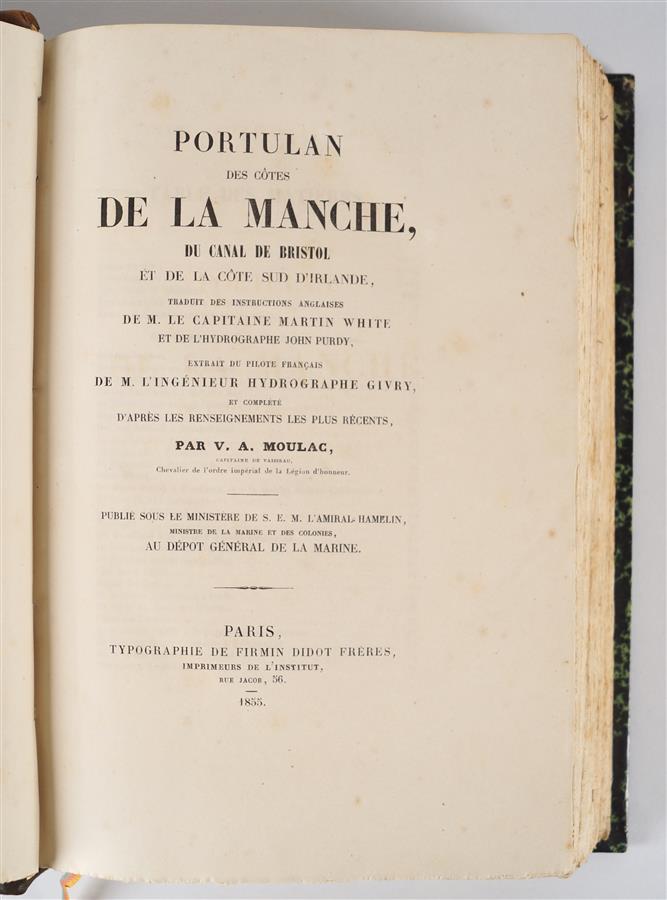 PORTULAN
DES CÔTES
DE LA MANCHE,
DU CANAL DE BRISTOL
ET DE LA CÔTE SUD D'IRLANDE,
TRADUIT DES INSTRUCTIONS ANGLAISES
DE M. LE CAPITAINE MARTIN WHITE
ET DE L'HYDROGRAPHE JOHN PURDY,
EXTRAIT DU PILOTE FRANÇAIS
DE M. L'INGÉNIEUR HYDROGRAPHE GIVRY,
ET COMPLÉTÉ
D'APRÈS LES RENSEIGNEMENTS LES PLUS RÉCENTS,
PAR V. A. MOULAC,
CAPITAINE DE VAISSEAU,
Chevalier de l'ordre impérial de la Légion d'honneur.
PUBLIÉ SOUS LE MINISTÈRE DE S. E. M. L'AMIRAL HAMELIN,
MINISTRE DE LA MARINE ET DES COLONIES,
AU DÉPOT GÉNÉRAL DE LA MARINE.
PARIS,
TYPOGRAPHIE DE FIRMIN DIDOT FRÈRES,
IMPRIMEURS DE L'INSTITUT,
RUE JACOB, 56.
1855.